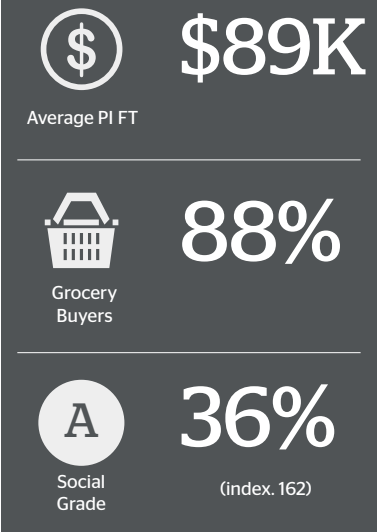 $
$89K
Average PI FT
88%
Grocery
Buyers
A
36%
Social
Grade
(index. 162)